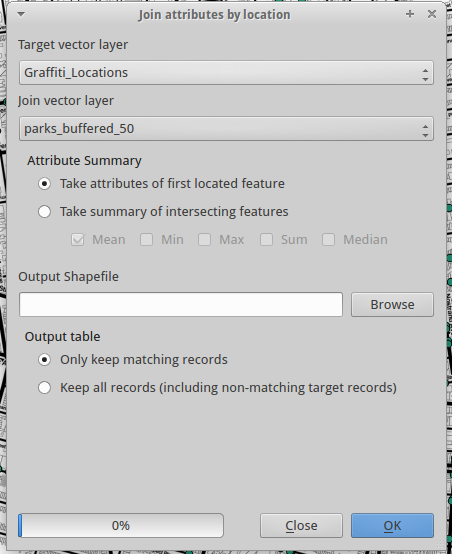 Join attributes by location
Target vector layer
Graffiti_Locations
Join vector layer
parks_buffered_50
Attribute Summary
Take attributes of first located feature
Take summary of intersecting features
Mean Min Max Sum Median
Output Shapefile
Browse
Output table
Only keep matching records
Keep all records (including non-matching target records)
0% Close OK